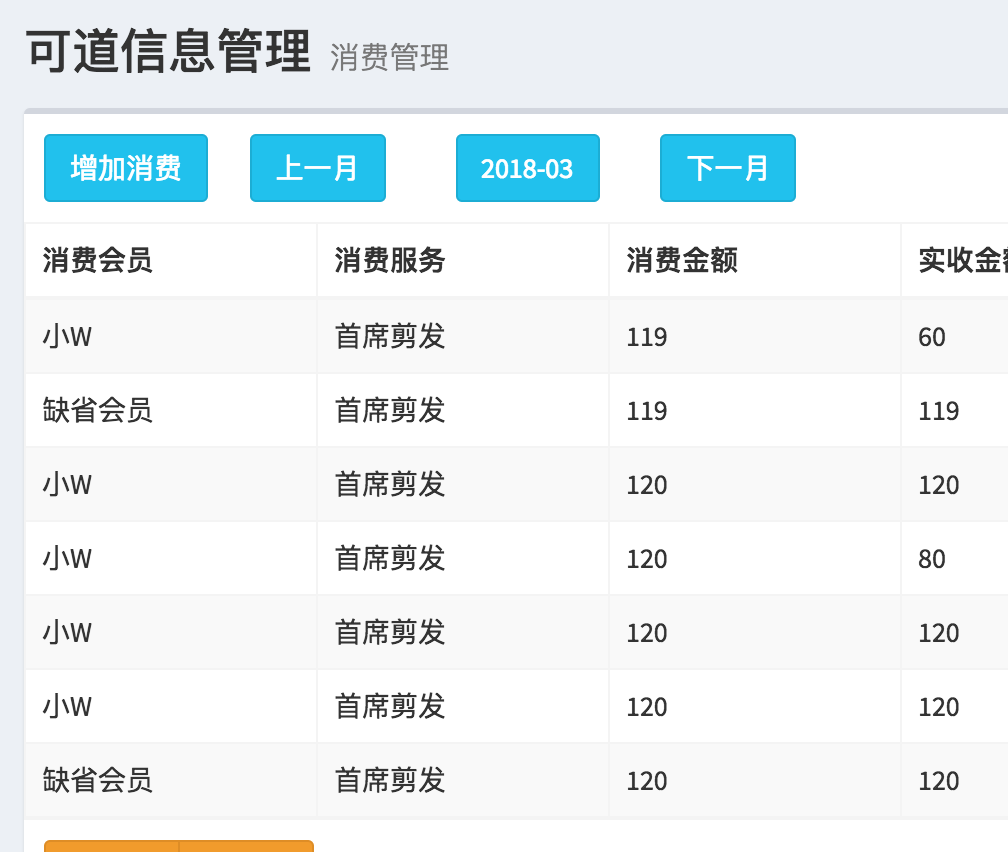 可道信息管理 消费管理
增加消费 上一月 2018-03 下一月
消费会员 消费服务 消费金额 实收金
小W 首席剪发 119 60
缺省会员 首席剪发 119 119
小W 首席剪发 120 120
小W 首席剪发 120 80
小W 首席剪发 120 120
小W 首席剪发 120 120
缺省会员 首席剪发 120 120